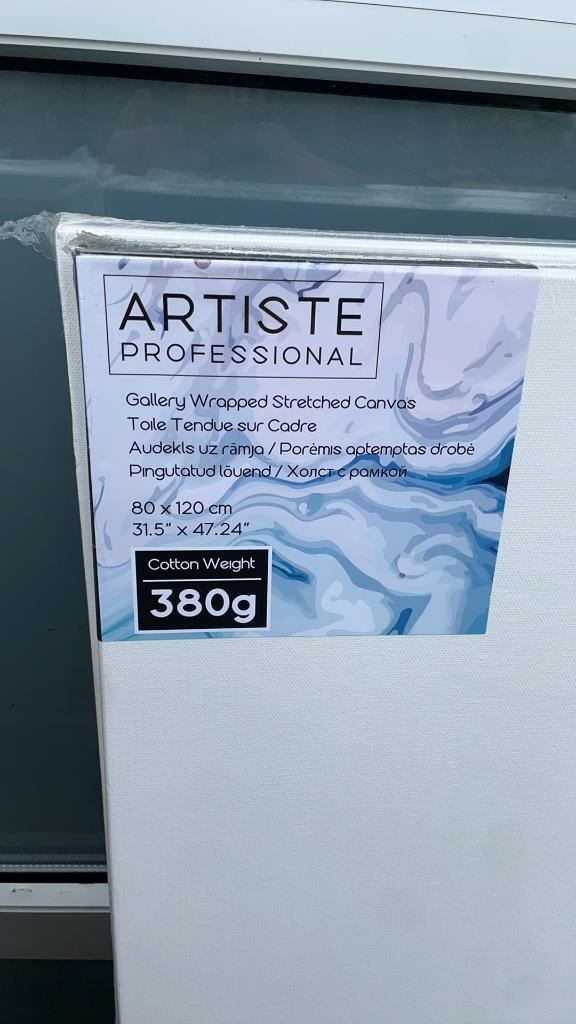 ARTISTE
PROFESSIONAL
Gallery Wrapped Stretched Canvas
Toile Tendue sur Cadre
Audekls uz rāmja / Porėmis aptemptas drobė
Pingutatud lõuend / Холст с рамкой
80 x 120 cm
31.5" x 47.24"
Cotton Weight
380g